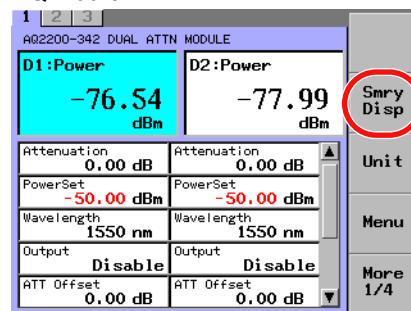 1 2 3
AQ2200-342 DUAL ATTN MODULE
D1:Power
-76.54
dBm
D2:Power
-77.99
dBm
Attenuation
0.00 dB
Attenuation
0.00 dB
PowerSet
-50.00 dBm
PowerSet
-50.00 dBm
Wavelength
1550 nm
Wavelength
1550 nm
Output
Disable
Output
Disable
ATT Offset
0.00 dB
ATT Offset
0.00 dB
Smry
Disp
Unit
Menu
More
1/4